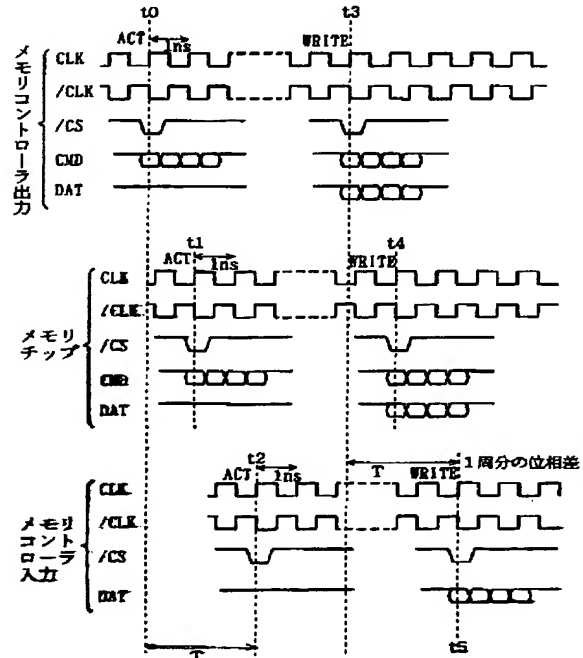 t0
t3
ACT
1ns
WRITE
メモリコントローラ出力
CLK
/CLK
/CS
CMD
DAT
t1
t4
ACT
1ns
WRITE
メモリ
チップ
CLK
/CLK
/CS
CMD
DAT
t2
T
1周分の位相差
ACT
1ns
WRITE
メモリ
コント
ローラ
入力
CLK
/CLK
/CS
DAT
t5
T